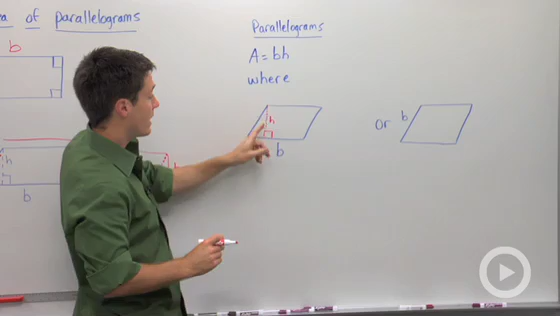 a of parallelograms
b
h
h
b
Parallelograms
A = bh
where
h
b
or
b